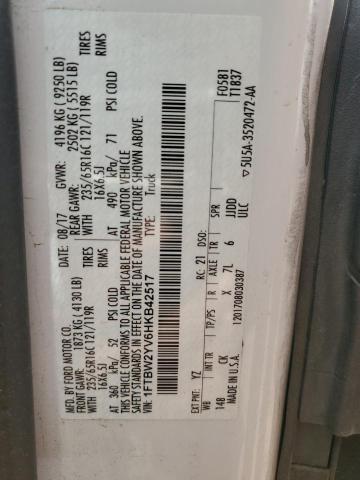 MFD. BY FORD MOTOR CO.
DATE: 08/17 GVWR: 4196 KG ( 9250 LB)
FRONT GAWR: 1873 KG ( 4130 LB) REAR GAWR: 2502 KG ( 5515 LB)
WITH 235/65R16C 121/119R TIRES WITH 235/65R16C 121/119R TIRES
16X6.5J RIMS 16X6.5J RIMS
AT 360 kPa/ 52 PSI COLD AT 490 kPa/ 71 PSI COLD
THIS VEHICLE CONFORMS TO ALL APPLICABLE FEDERAL MOTOR VEHICLE
SAFETY STANDARDS IN EFFECT ON THE DATE OF MANUFACTURE SHOWN ABOVE.
VIN: 1FTBW2YV6HKB42517
TYPE: Truck
F0581
T1837
EXT PNT: YZ RC: 21 DSO:
WB INT TR TP/PS R AXLE TR SPR
148 CK X 7L 6 JJDD
MADE IN U.S.A. ULC
1201708030387
▽5U5A-3520472-AA